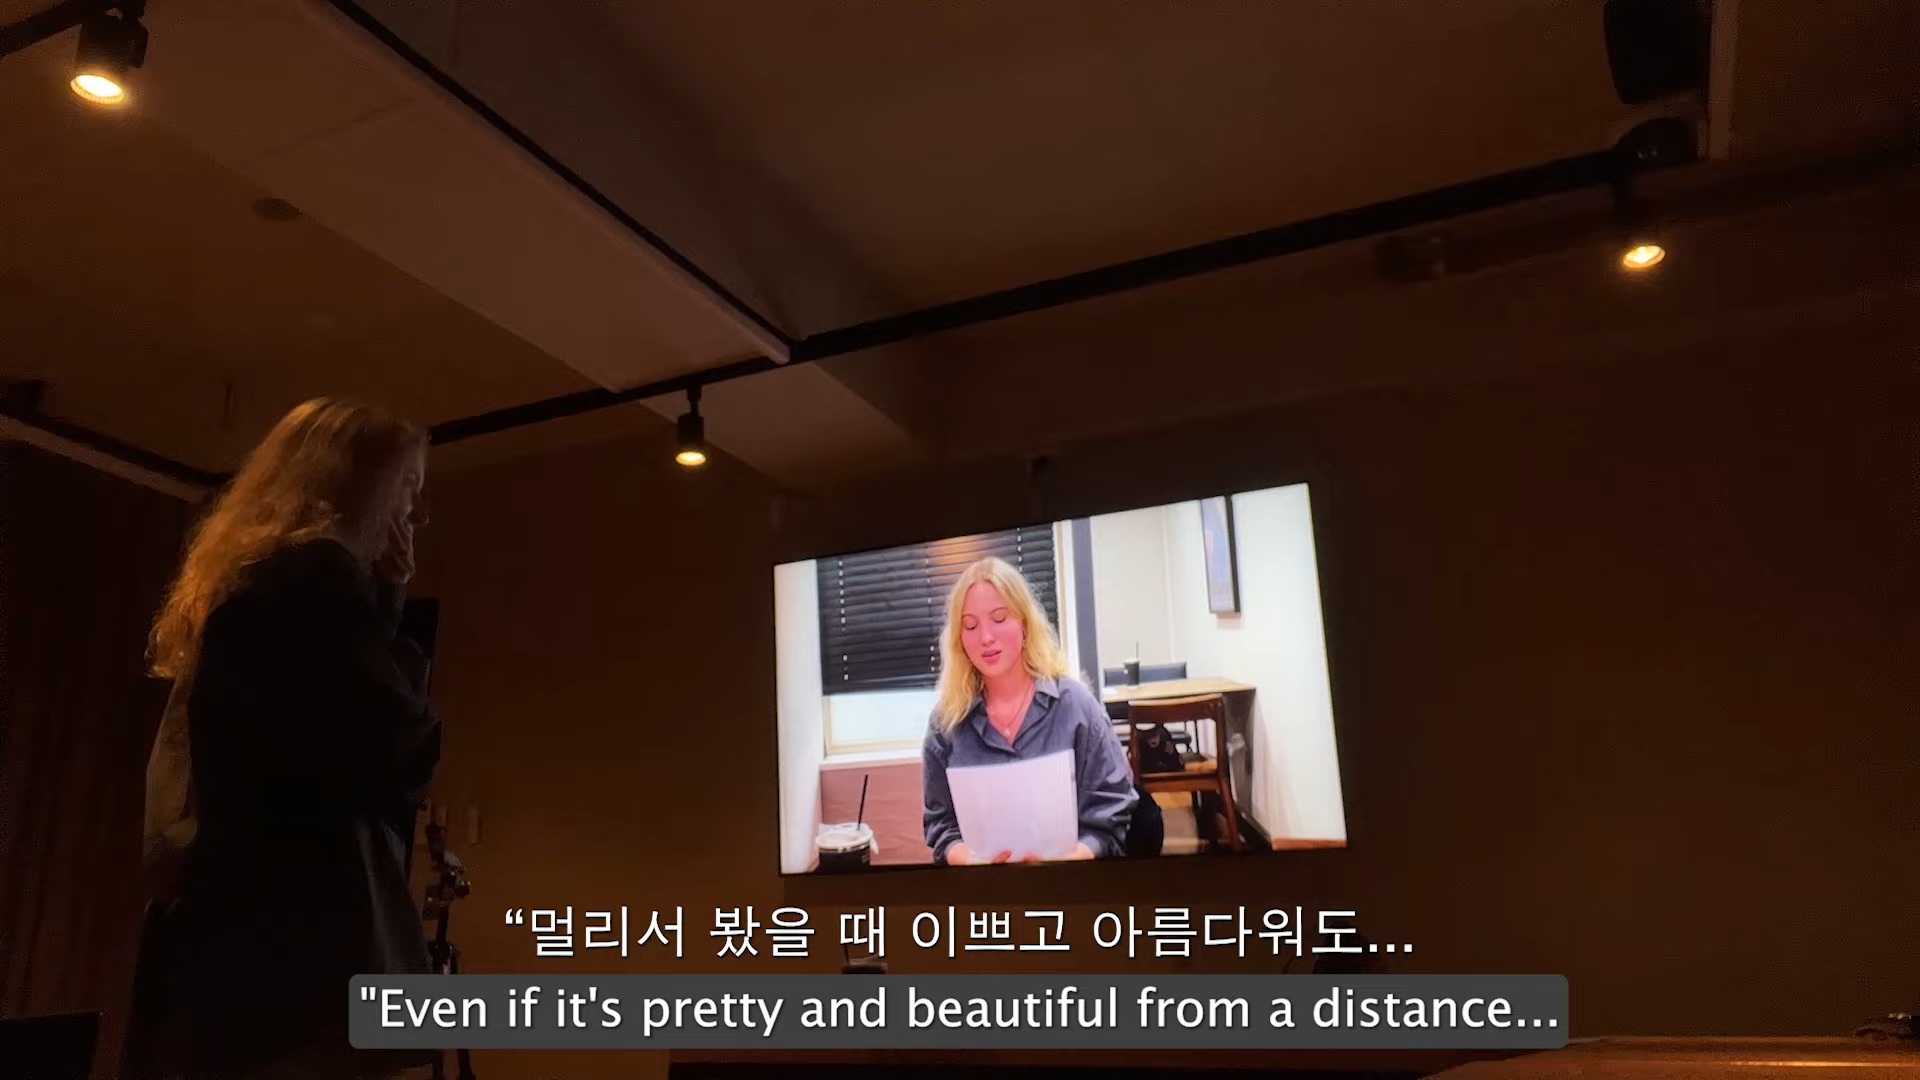 “멀리서 봤을 때 이쁘고 아름다워도...
"Even if it's pretty and beautiful from a distance...